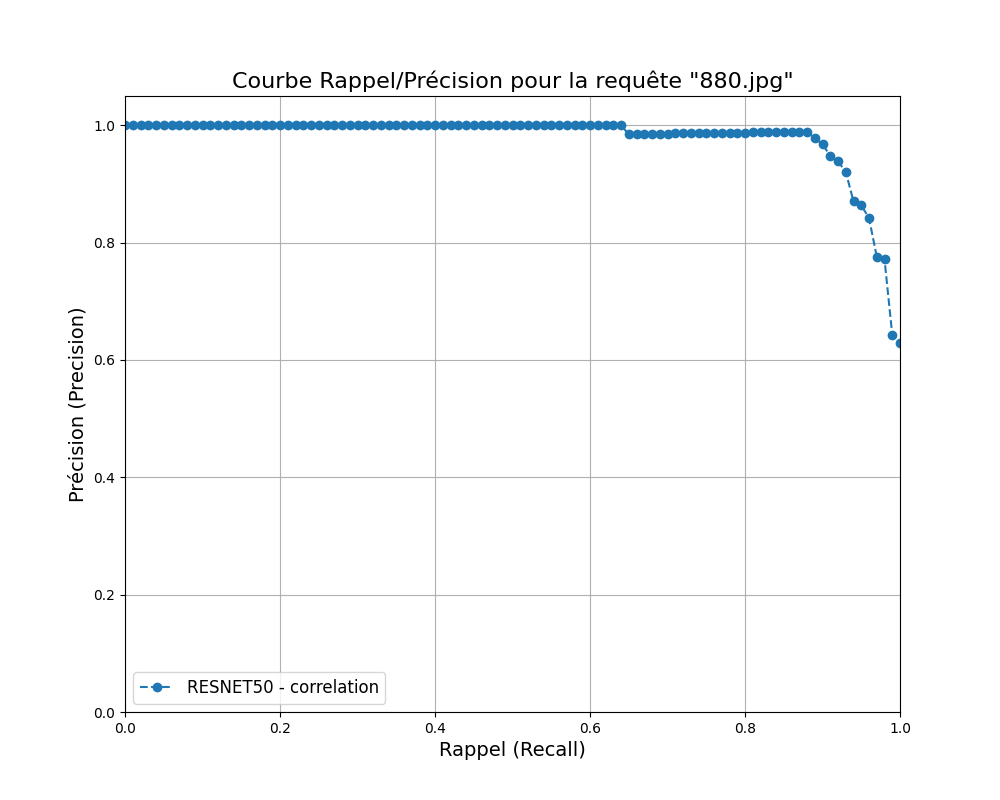 Courbe Rappel/Précision pour la requête "880.jpg"
Précision (Precision)
1.0
0.8
0.6
0.4
0.2
0.0
RESNET50 - correlation
0.0 0.2 0.4 0.6 0.8 1.0
Rappel (Recall)